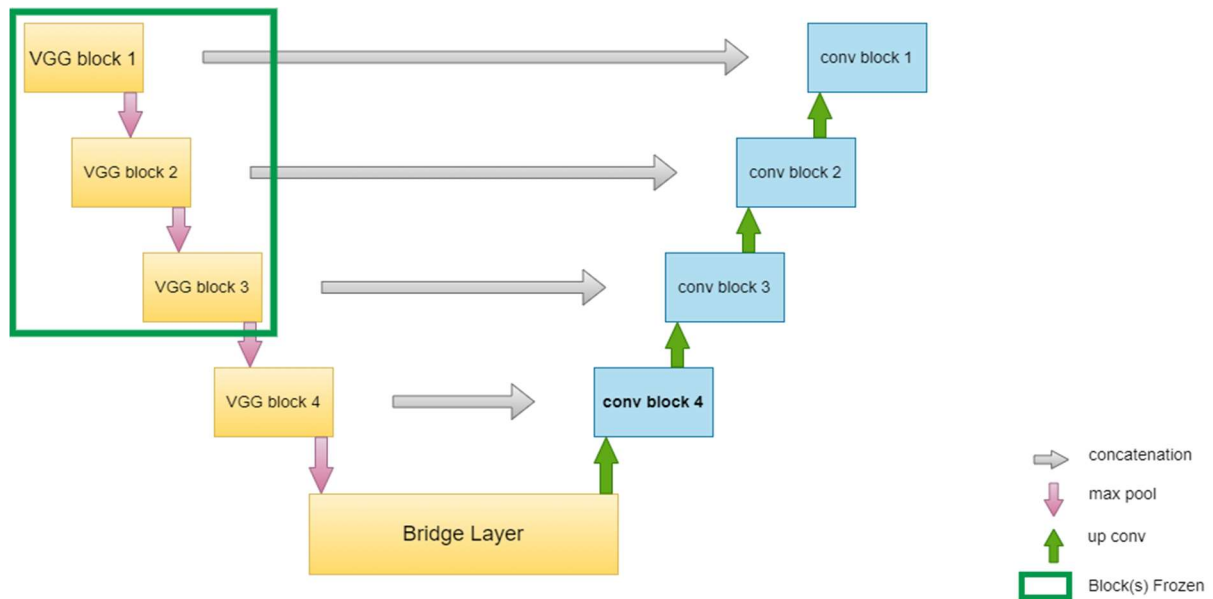 VGG block 1
conv block 1
VGG block 2
conv block 2
VGG block 3
conv block 3
VGG block 4
conv block 4
Bridge Layer
concatenation
max pool
up conv
Block(s) Frozen